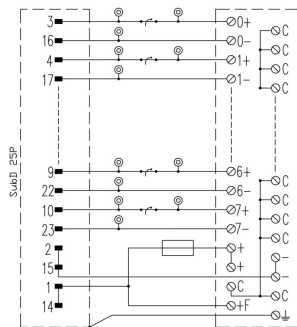 SubD 25P
3 0+ C
16 0- C
4 1+ C
17 1- C
9 6+ C
22 6- C
10 7+ C
23 7- C
2 + -
15 + -
1 C C
14 +F